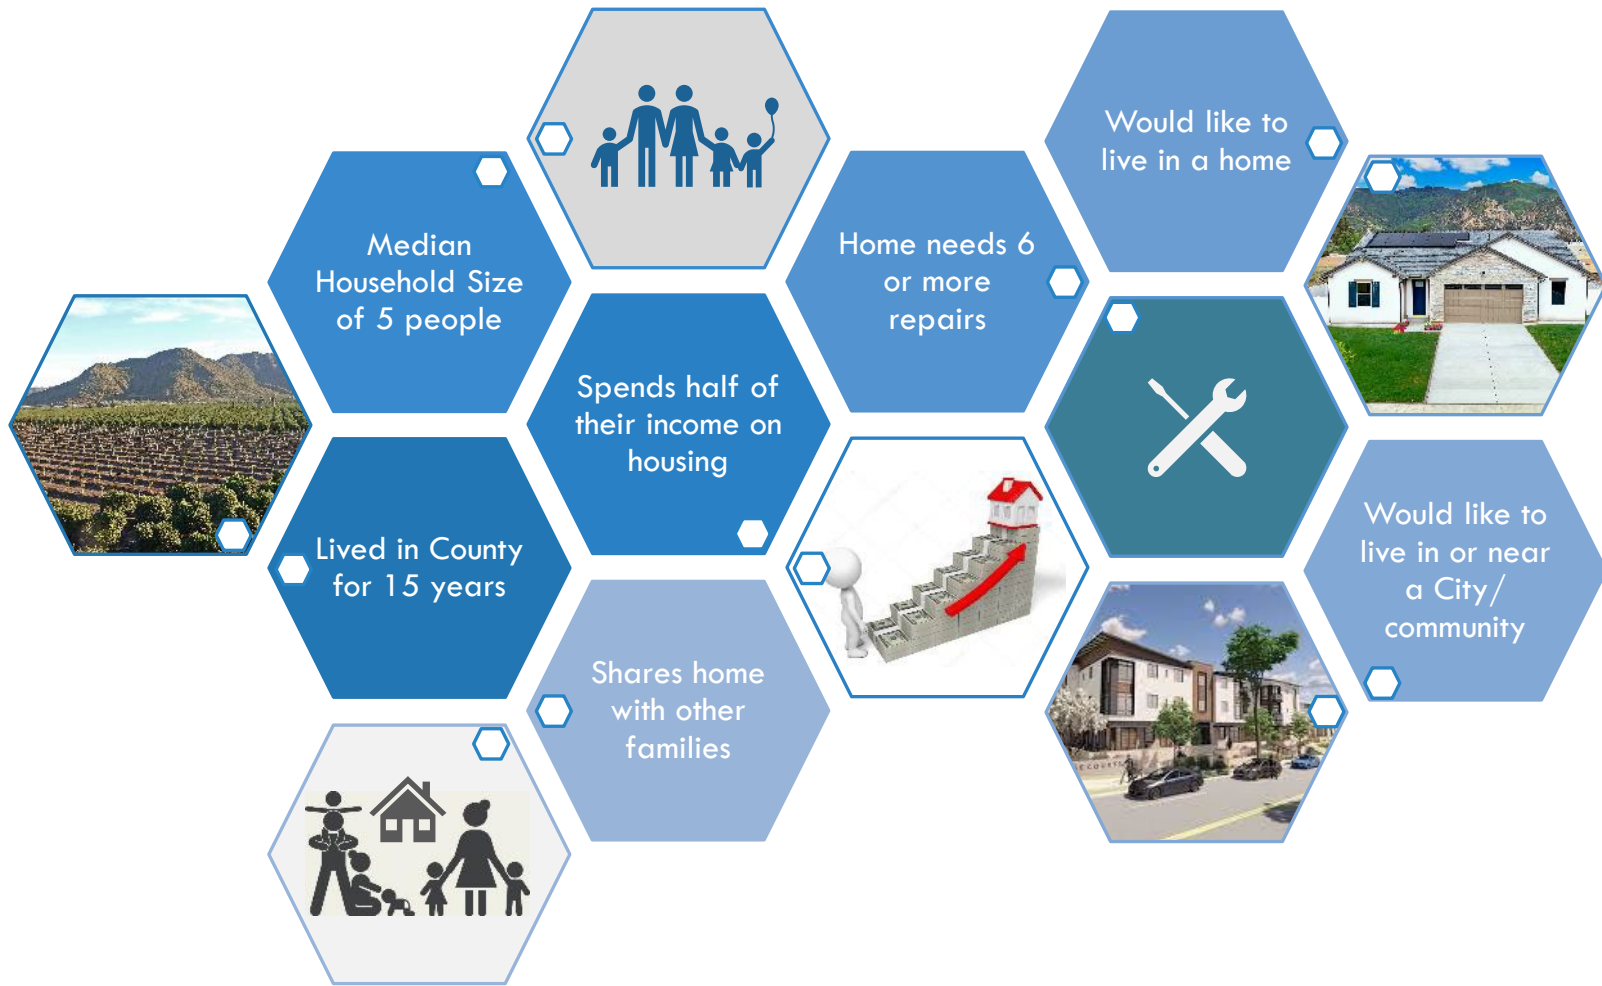 Median
Household Size
of 5 people
Lived in County
for 15 years
Spends half of
their income on
housing
Shares home
with other
families
Home needs 6
or more
repairs
Would like to
live in a home
Would like to
live in or near
a City/
community